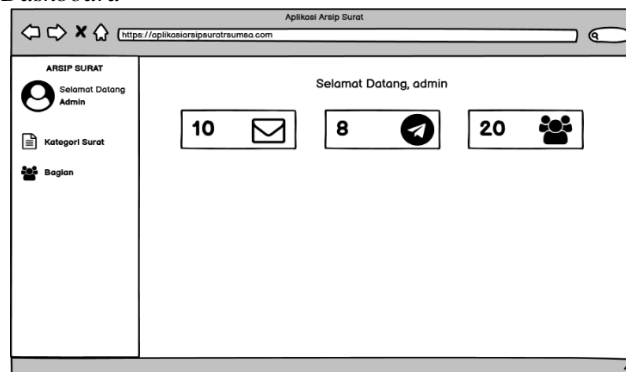 Dashboard
Aplikasi Arsip Surat
https://aplikasiarsipsuratrsumsa.com
ARSIP SURAT
Selamat Datang
Admin
Kategori Surat
Bagian
Selamat Datang, admin
10
8
20